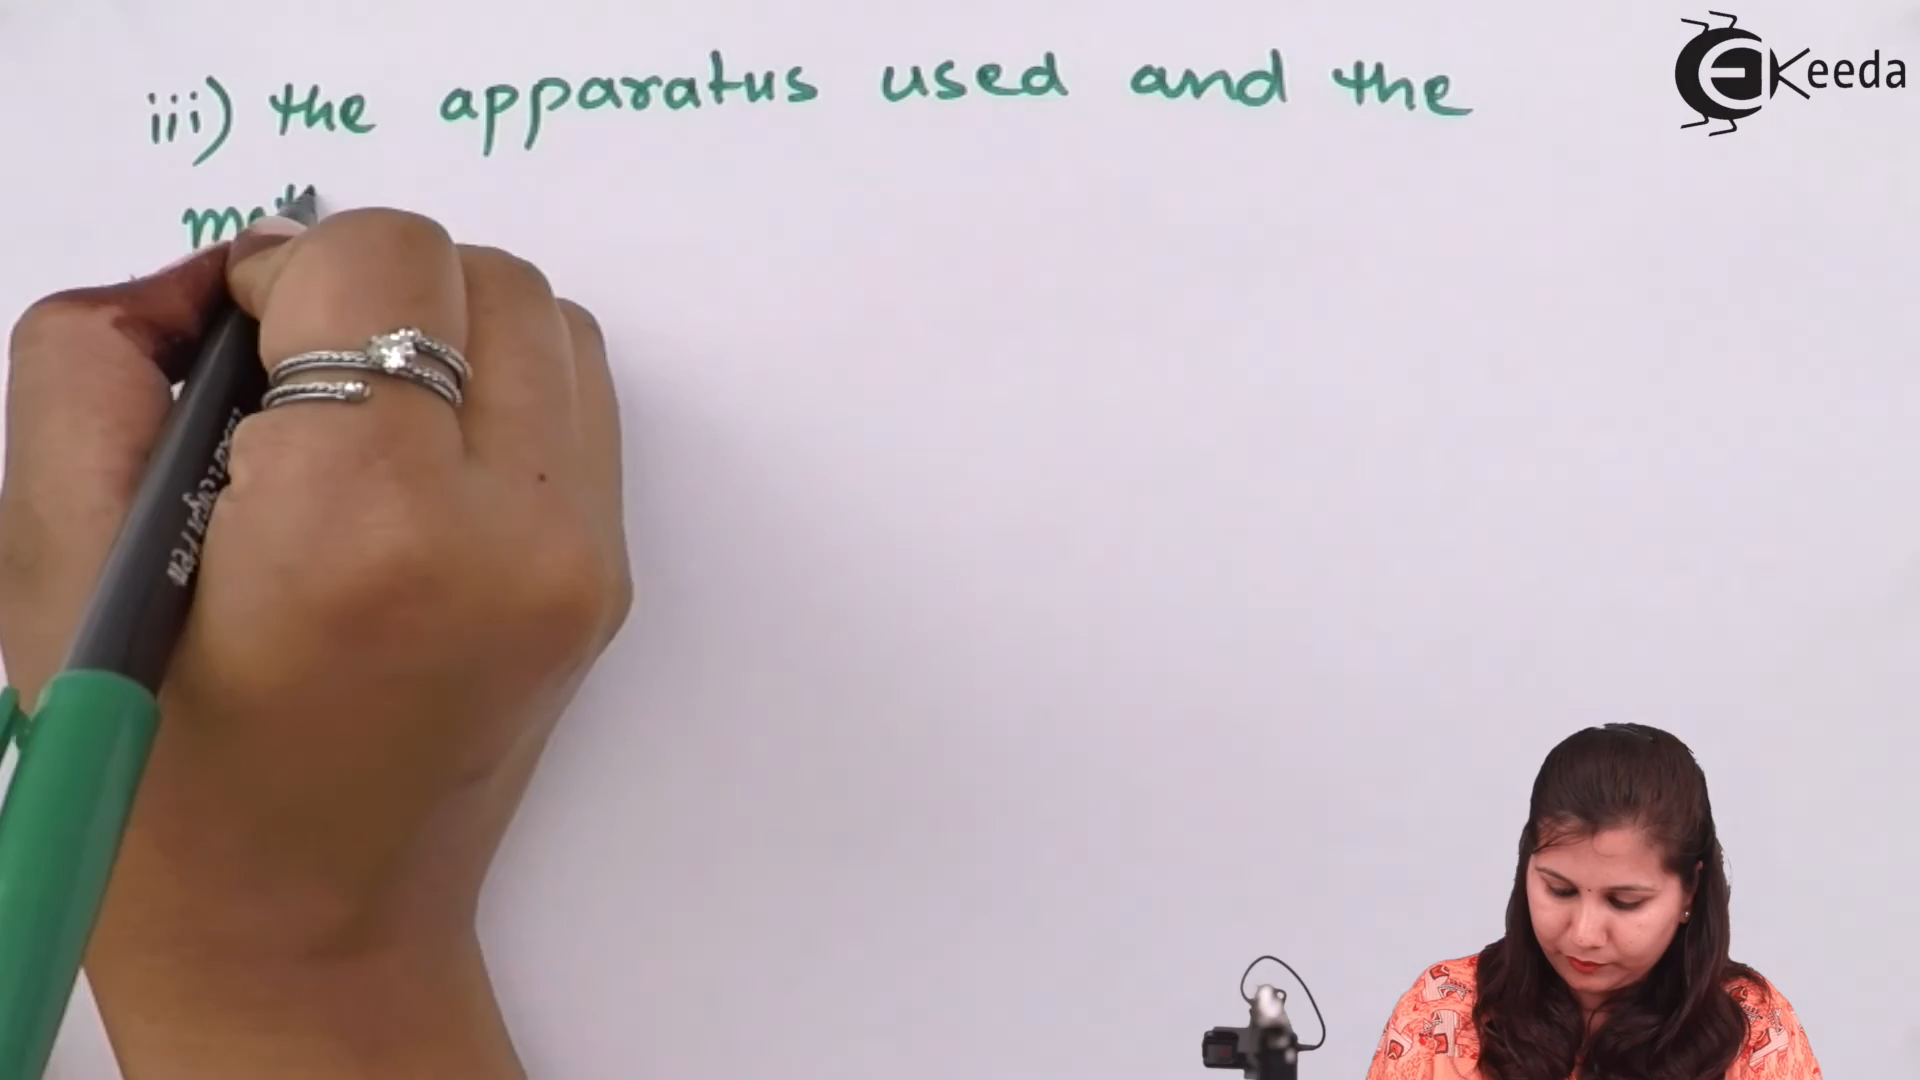 EKeeda
iii) the apparatus used and the